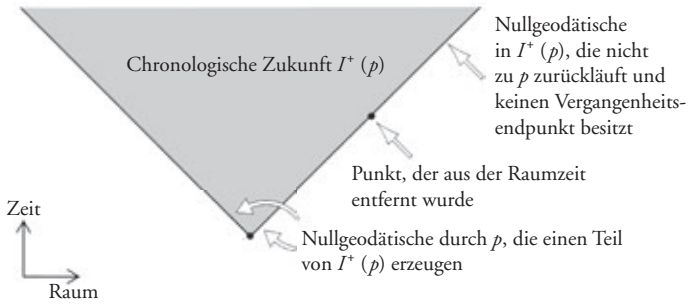 Nullgeodätische
in I⁺ (p), die nicht
zu p zurückläuft und
keinen Vergangenheits-
endpunkt besitzt
Chronologische Zukunft I⁺ (p)
Punkt, der aus der Raumzeit
entfernt wurde
Zeit
Nullgeodätische durch p, die einen Teil
von I⁺ (p) erzeugen
Raum